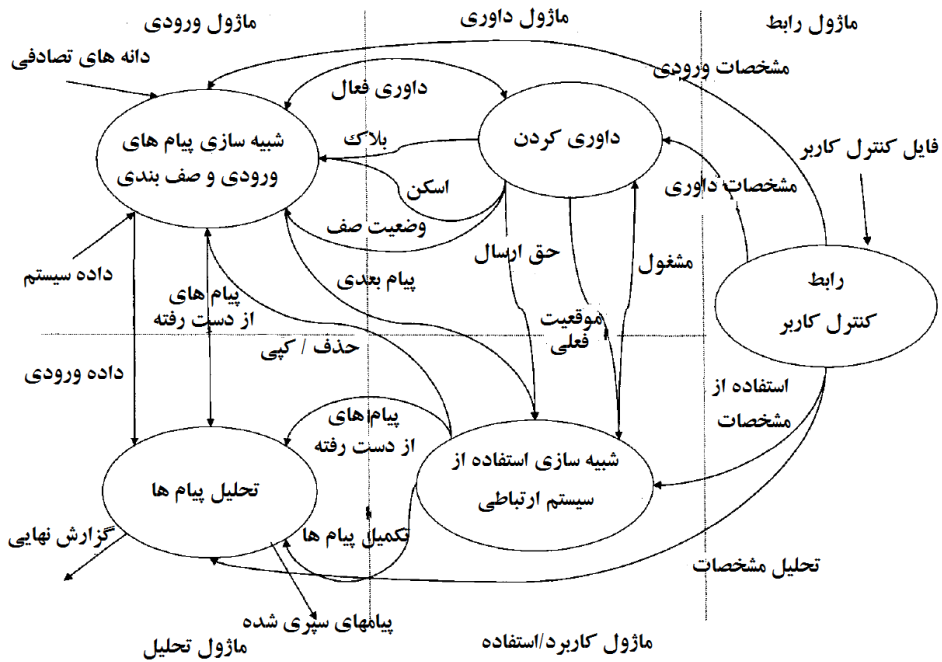 ماژول رابط
ماژول داوری
ماژول ورودی
دانه های تصادفی
مشخصات ورودی
داوری فعال
شبیه سازی پیام های
ورودی و صف بندی
بلاک
داوری کردن
فایل کنترل کاربر
اسکن
مشخصات داوری
وضعیت صف
حق ارسال
مشغول
داده سیستم
پیام بعدی
رابط
کنترل کاربر
پیام های
از دست رفته
موقعیت
فعلی
حذف / کپی
داده ورودی
استفاده از
مشخصات
پیام های
از دست رفته
شبیه سازی استفاده از
سیستم ارتباطی
تحلیل پیام ها
گزارش نهایی
تکمیل پیام ها
تحلیل مشخصات
پیامهای سپری شده
ماژول کاربرد/استفاده
ماژول تحلیل